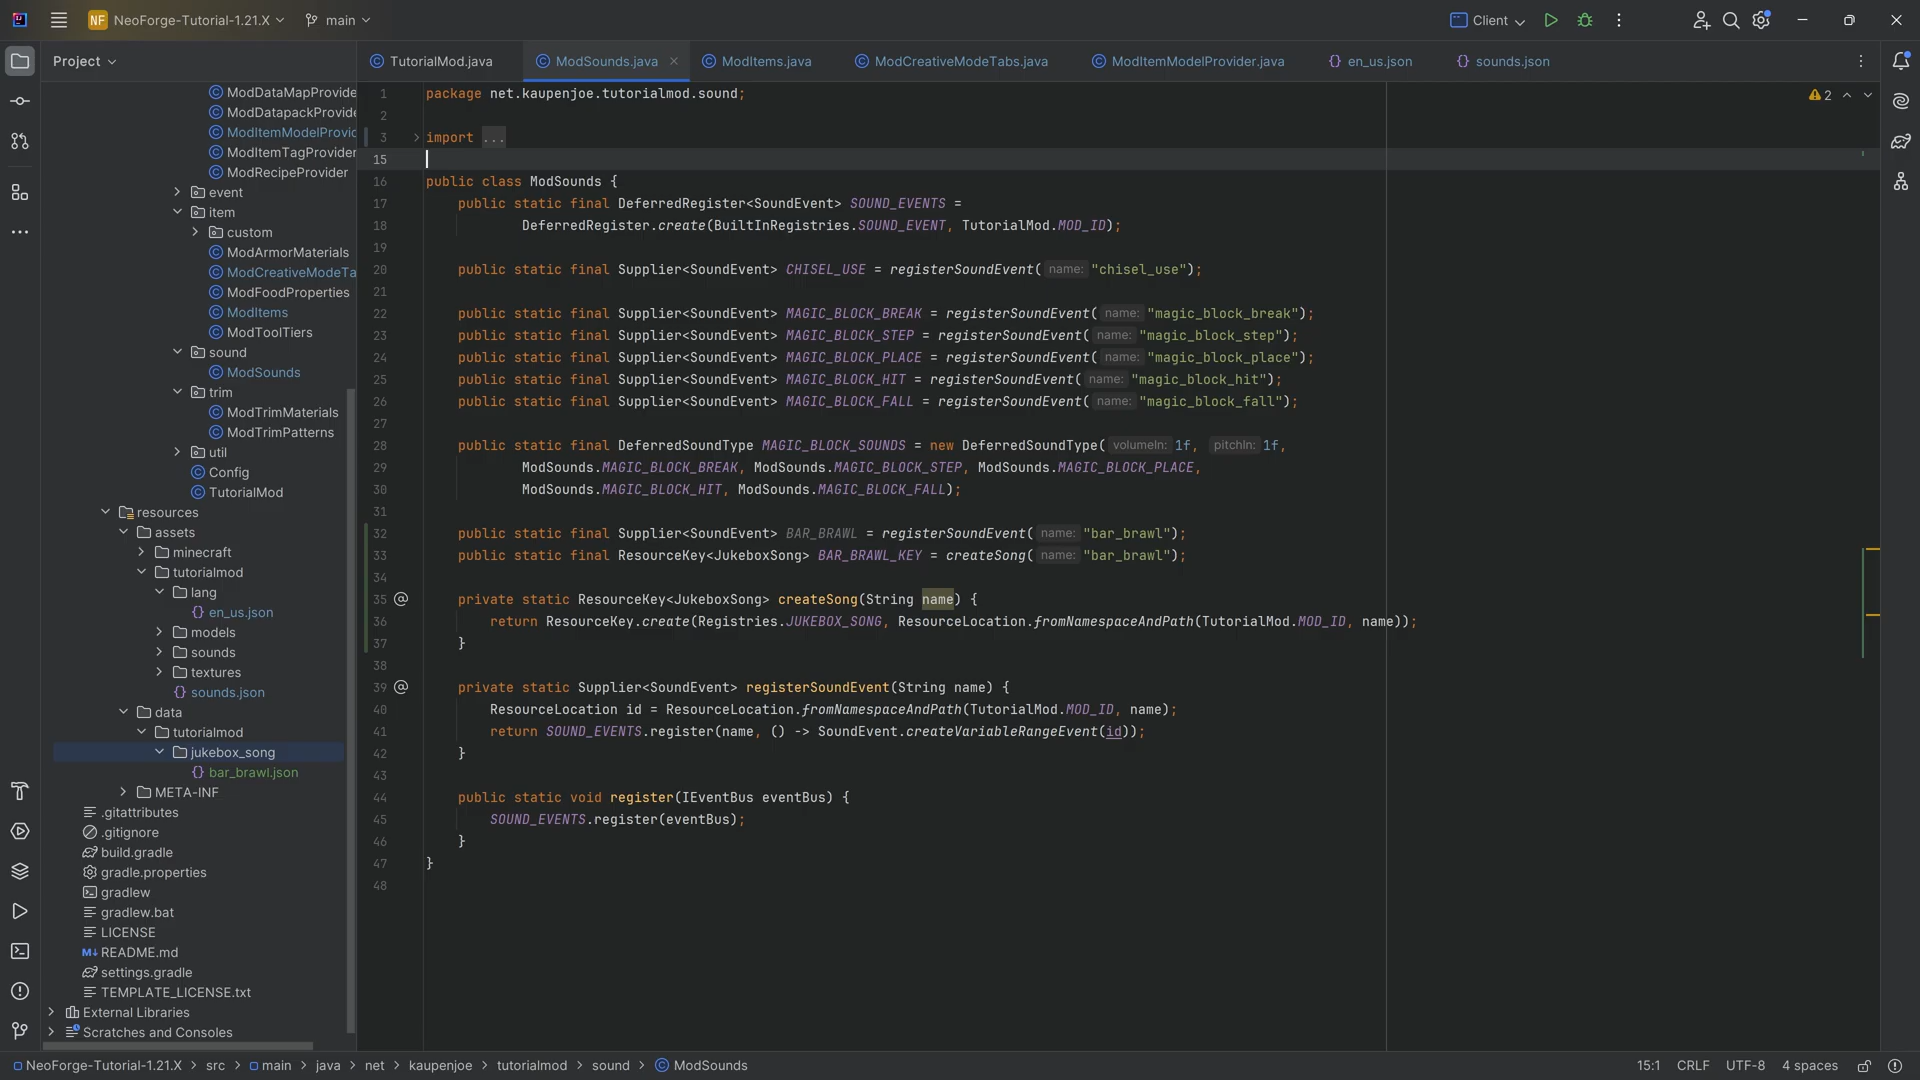 NF NeoForge-Tutorial-1.21.X main Client
Project
TutorialMod.java ModSounds.java ModItems.java ModCreativeModeTabs.java ModItemModelProvider.java {} en_us.json {} sounds.json
ModDataMapProvide
ModDatapackProvide
ModItemModelProvic
ModItemTagProvider
ModRecipeProvider
event
item
custom
ModArmorMaterials
ModCreativeModeTa
ModFoodProperties
ModItems
ModToolTiers
sound
ModSounds
trim
ModTrimMaterials
ModTrimPatterns
util
Config
TutorialMod
resources
assets
minecraft
tutorialmod
lang
{} en_us.json
models
sounds
textures
{} sounds.json
data
tutorialmod
jukebox_song
{} bar_brawl.json
META-INF
.gitattributes
.gitignore
build.gradle
gradle.properties
gradlew
gradlew.bat
LICENSE
M↓ README.md
settings.gradle
TEMPLATE_LICENSE.txt
External Libraries
Scratches and Consoles
1 package net.kaupenjoe.tutorialmod.sound;
2
3 import ...
15
16 public class ModSounds {
17 public static final DeferredRegister<SoundEvent> SOUND_EVENTS =
18 DeferredRegister.create(BuiltInRegistries.SOUND_EVENT, TutorialMod.MOD_ID);
19
20 public static final Supplier<SoundEvent> CHISEL_USE = registerSoundEvent( name: "chisel_use");
21
22 public static final Supplier<SoundEvent> MAGIC_BLOCK_BREAK = registerSoundEvent( name: "magic_block_break");
23 public static final Supplier<SoundEvent> MAGIC_BLOCK_STEP = registerSoundEvent( name: "magic_block_step");
24 public static final Supplier<SoundEvent> MAGIC_BLOCK_PLACE = registerSoundEvent( name: "magic_block_place");
25 public static final Supplier<SoundEvent> MAGIC_BLOCK_HIT = registerSoundEvent( name: "magic_block_hit");
26 public static final Supplier<SoundEvent> MAGIC_BLOCK_FALL = registerSoundEvent( name: "magic_block_fall");
27
28 public static final DeferredSoundType MAGIC_BLOCK_SOUNDS = new DeferredSoundType( volumeIn: 1f, pitchIn: 1f,
29 ModSounds.MAGIC_BLOCK_BREAK, ModSounds.MAGIC_BLOCK_STEP, ModSounds.MAGIC_BLOCK_PLACE,
30 ModSounds.MAGIC_BLOCK_HIT, ModSounds.MAGIC_BLOCK_FALL);
31
32 public static final Supplier<SoundEvent> BAR_BRAWL = registerSoundEvent( name: "bar_brawl");
33 public static final ResourceKey<JukeboxSong> BAR_BRAWL_KEY = createSong( name: "bar_brawl");
34
35 @ private static ResourceKey<JukeboxSong> createSong(String name) {
36 return ResourceKey.create(Registries.JUKEBOX_SONG, ResourceLocation.fromNamespaceAndPath(TutorialMod.MOD_ID, name));
37 }
38
39 @ private static Supplier<SoundEvent> registerSoundEvent(String name) {
40 ResourceLocation id = ResourceLocation.fromNamespaceAndPath(TutorialMod.MOD_ID, name);
41 return SOUND_EVENTS.register(name, () -> SoundEvent.createVariableRangeEvent(id));
42 }
43
44 public static void register(IEventBus eventBus) {
45 SOUND_EVENTS.register(eventBus);
46 }
47 }
48
2
NeoForge-Tutorial-1.21.X > src > main > java > net > kaupenjoe > tutorialmod > sound > ModSounds 15:1 CRLF UTF-8 4 spaces